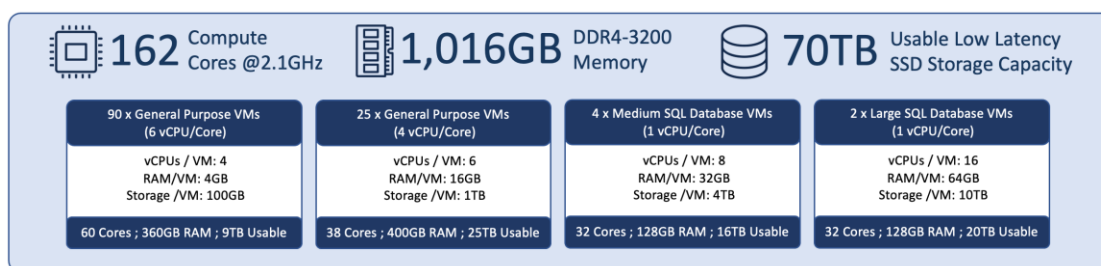 162 Compute
Cores @2.1GHz
1,016GB DDR4-3200
Memory
70TB Usable Low Latency
SSD Storage Capacity
90 x General Purpose VMs
(6 vCPU/Core)
vCPUs / VM: 4
RAM/VM: 4GB
Storage /VM: 100GB
60 Cores ; 360GB RAM ; 9TB Usable
25 x General Purpose VMs
(4 vCPU/Core)
vCPUs / VM: 6
RAM/VM: 16GB
Storage /VM: 1TB
38 Cores ; 400GB RAM ; 25TB Usable
4 x Medium SQL Database VMs
(1 vCPU/Core)
vCPUs / VM: 8
RAM/VM: 32GB
Storage /VM: 4TB
32 Cores ; 128GB RAM ; 16TB Usable
2 x Large SQL Database VMs
(1 vCPU/Core)
vCPUs / VM: 16
RAM/VM: 64GB
Storage /VM: 10TB
32 Cores ; 128GB RAM ; 20TB Usable